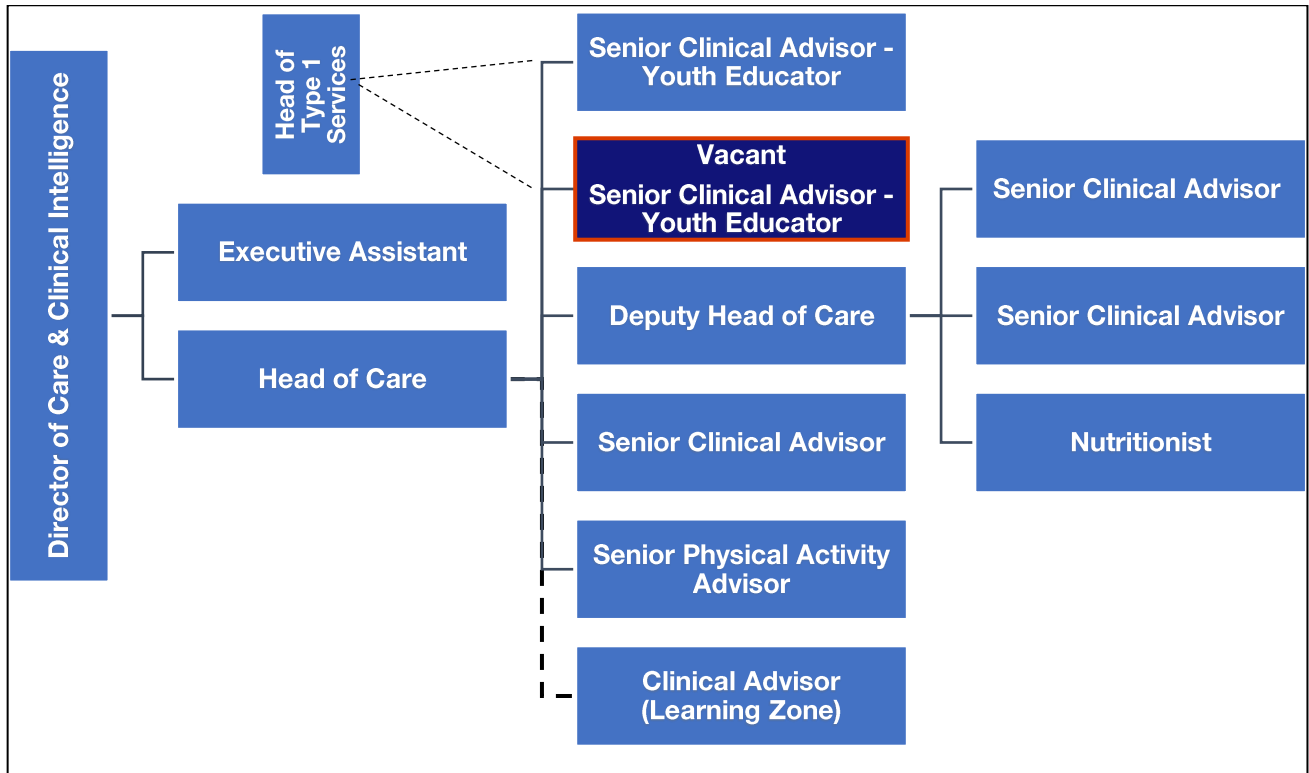 Director of Care & Clinical Intelligence
Head of
Type 1
Services
Executive Assistant
Head of Care
Senior Clinical Advisor -
Youth Educator
Vacant
Senior Clinical Advisor -
Youth Educator
Deputy Head of Care
Senior Clinical Advisor
Senior Physical Activity
Advisor
Clinical Advisor
(Learning Zone)
Senior Clinical Advisor
Senior Clinical Advisor
Nutritionist